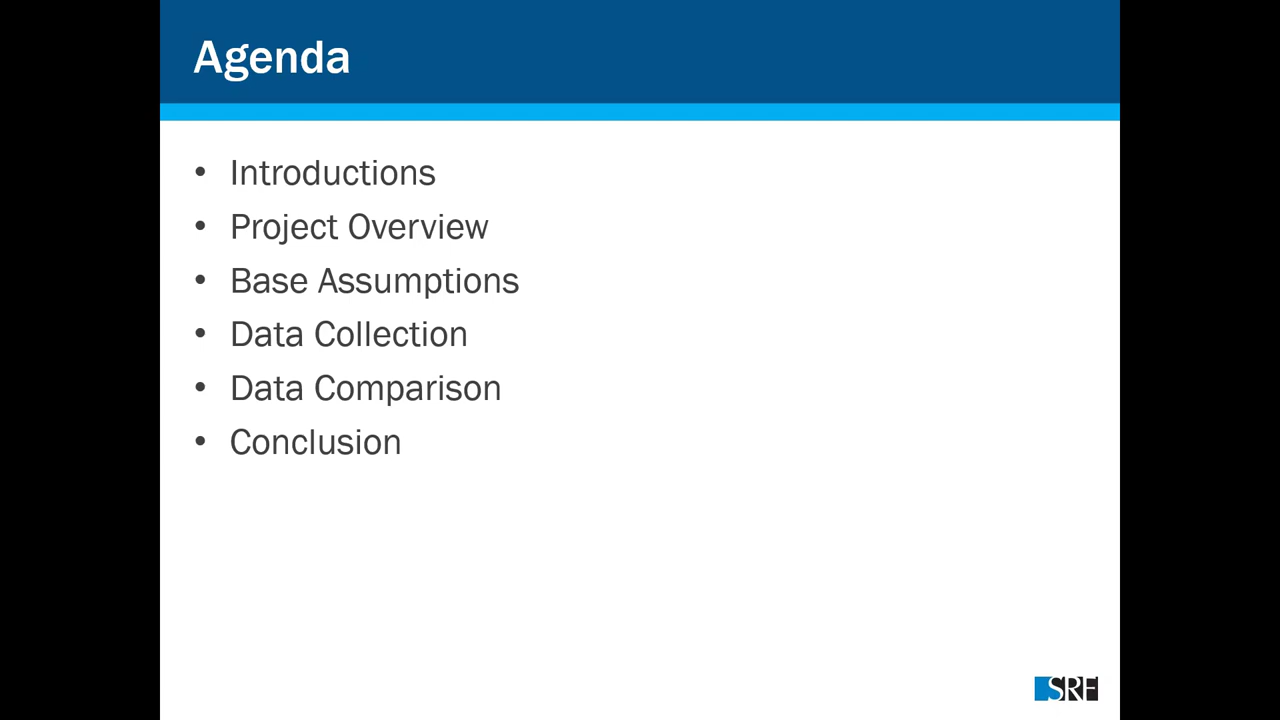 Agenda
• Introductions
• Project Overview
• Base Assumptions
• Data Collection
• Data Comparison
• Conclusion
SRF